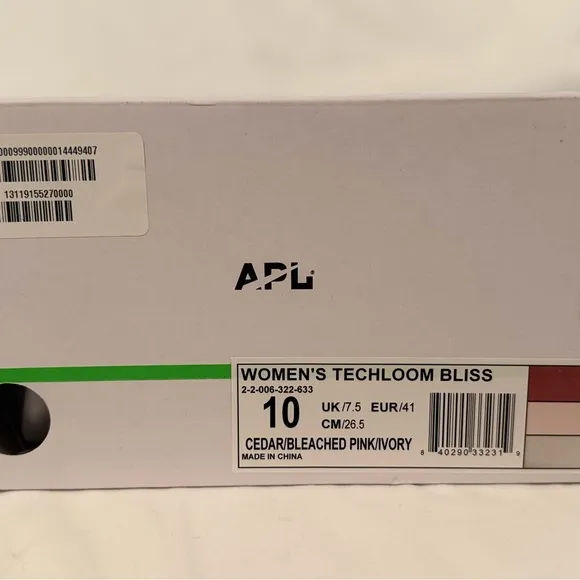 00099900000014449407
13119155270000
APL
WOMEN'S TECHLOOM BLISS
2-2-006-322-633
10
UK/7.5 EUR/41
CM/26.5
CEDAR/BLEACHED PINK/IVORY
MADE IN CHINA
8 40290 33231 9